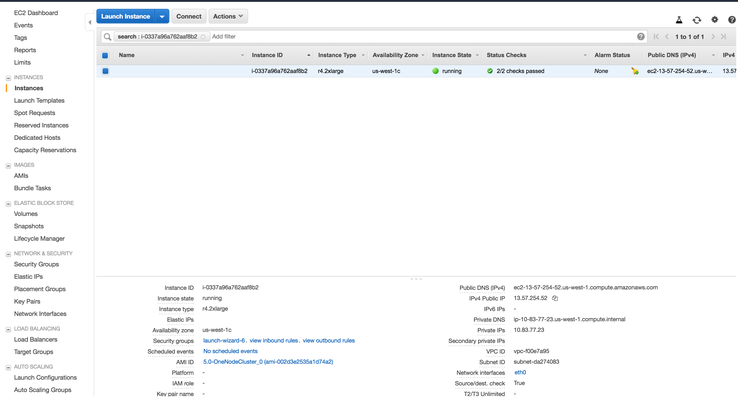 EC2 Dashboard
Events
Tags
Reports
Limits
INSTANCES
Instances
Launch Templates
Spot Requests
Reserved Instances
Dedicated Hosts
Capacity Reservations
IMAGES
AMIs
Bundle Tasks
ELASTIC BLOCK STORE
Volumes
Snapshots
Lifecycle Manager
NETWORK & SECURITY
Security Groups
Elastic IPs
Placement Groups
Key Pairs
Network Interfaces
LOAD BALANCING
Load Balancers
Target Groups
AUTO SCALING
Launch Configurations
Auto Scaling Groups
Launch Instance Connect Actions
search : i-0337a96a762aaf8b2 Add filter 1 to 1 of 1
Name Instance ID Instance Type Availability Zone Instance State Status Checks Alarm Status Public DNS (IPv4) IPv4
i-0337a96a762aaf8b2 r4.2xlarge us-west-1c running 2/2 checks passed None ec2-13-57-254-52.us-w... 13.57
Instance ID i-0337a96a762aaf8b2
Instance state running
Instance type r4.2xlarge
Elastic IPs
Availability zone us-west-1c
Security groups launch-wizard-6. view inbound rules. view outbound rules
Scheduled events No scheduled events
AMI ID 5.0-OneNodeCluster_0 (ami-002d3e2535a1d74a2)
Platform -
IAM role -
Key pair name -
Public DNS (IPv4) ec2-13-57-254-52.us-west-1.compute.amazonaws.com
IPv4 Public IP 13.57.254.52
IPv6 IPs -
Private DNS ip-10-83-77-23.us-west-1.compute.internal
Private IPs 10.83.77.23
Secondary private IPs
VPC ID vpc-f00e7a95
Subnet ID subnet-da274083
Network interfaces eth0
Source/dest. check True
T2/T3 Unlimited -